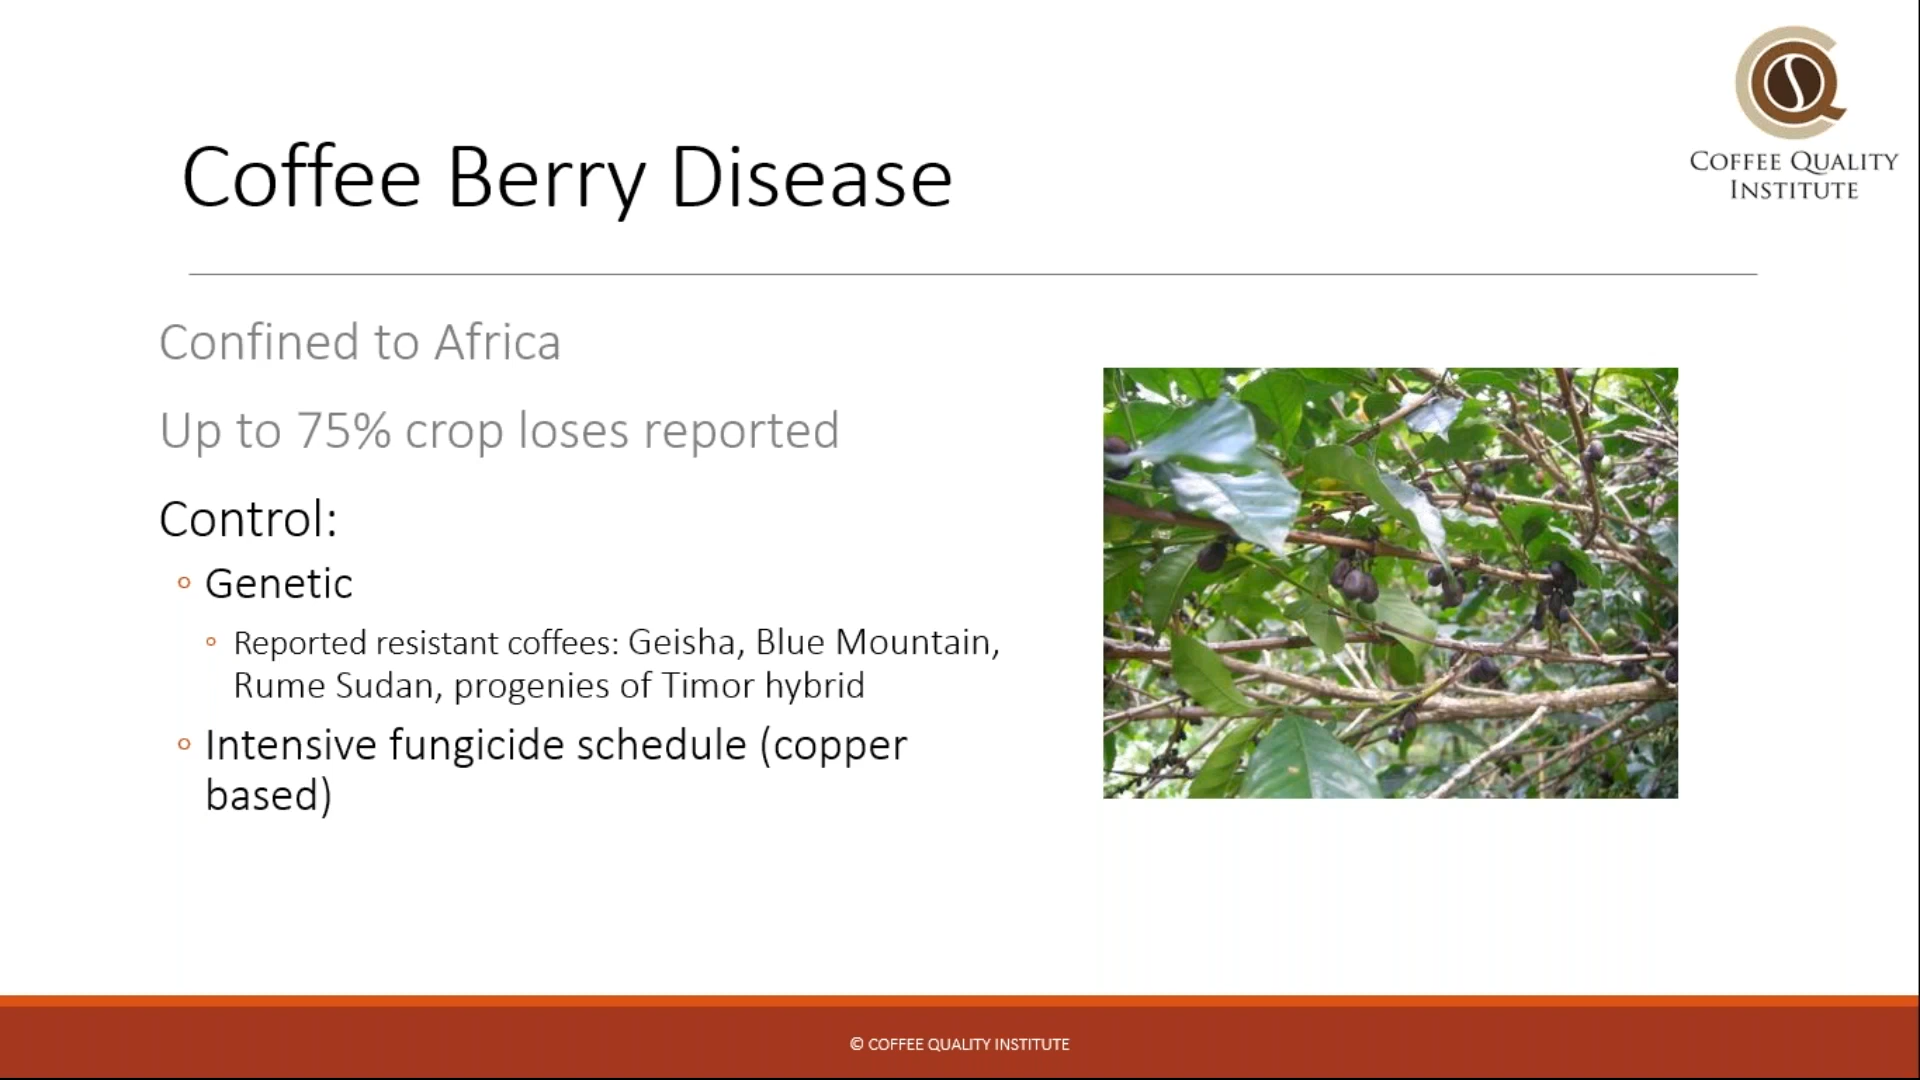 COFFEE QUALITY
INSTITUTE
Coffee Berry Disease
Confined to Africa
Up to 75% crop loses reported
Control:
Genetic
Reported resistant coffees: Geisha, Blue Mountain,
Rume Sudan, progenies of Timor hybrid
Intensive fungicide schedule (copper
based)
© COFFEE QUALITY INSTITUTE